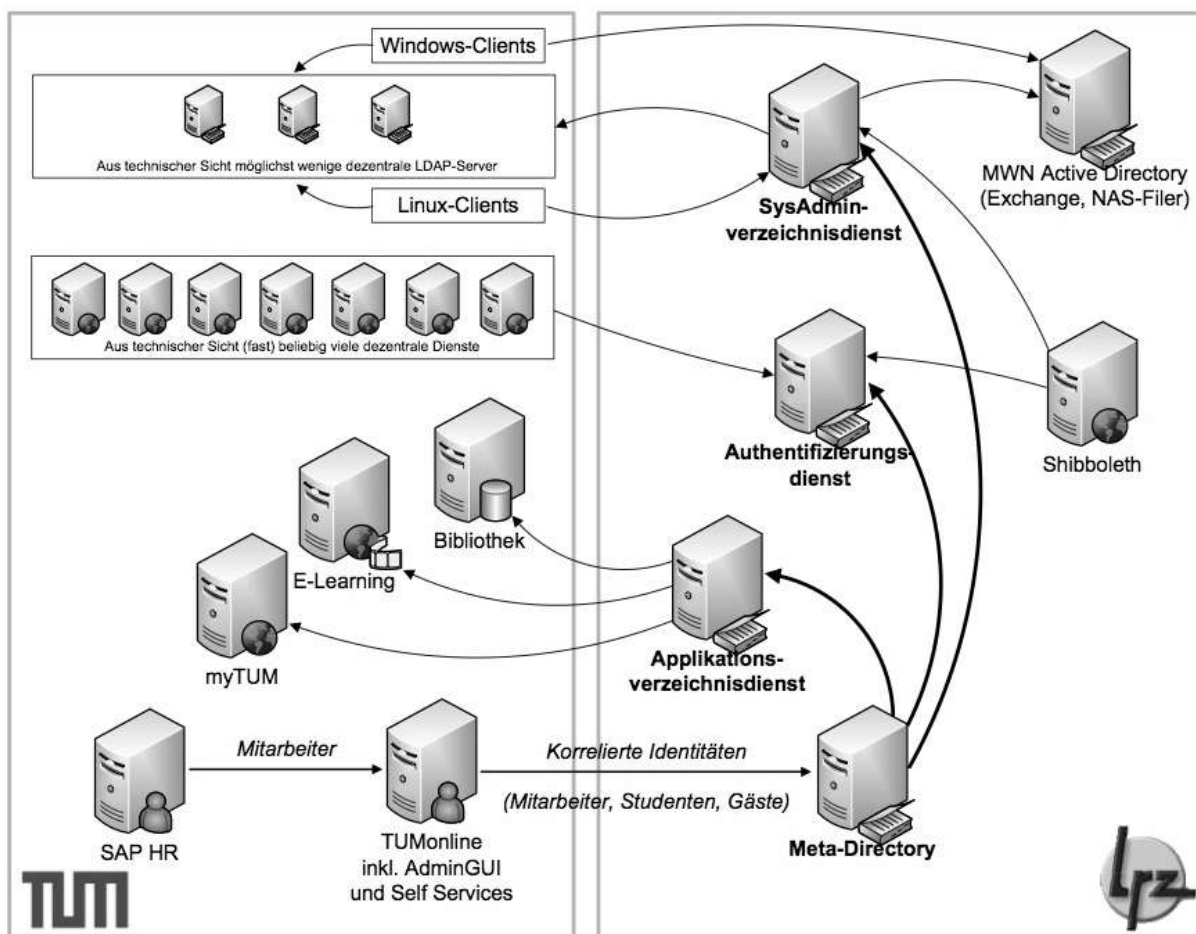 Windows-Clients
Aus technischer Sicht möglichst wenige dezentrale LDAP-Server
Linux-Clients
MWN Active Directory
(Exchange, NAS-Filer)
SysAdmin-
verzeichnisdienst
Aus technischer Sicht (fast) beliebig viele dezentrale Dienste
Authentifizierungs-
dienst
Shibboleth
Bibliothek
E-Learning
myTUM
Applikations-
verzeichnisdienst
Mitarbeiter
Korrelierte Identitäten
(Mitarbeiter, Studenten, Gäste)
SAP HR
TUMonline
inkl. AdminGUI
und Self Services
Meta-Directory
TUM
lrz